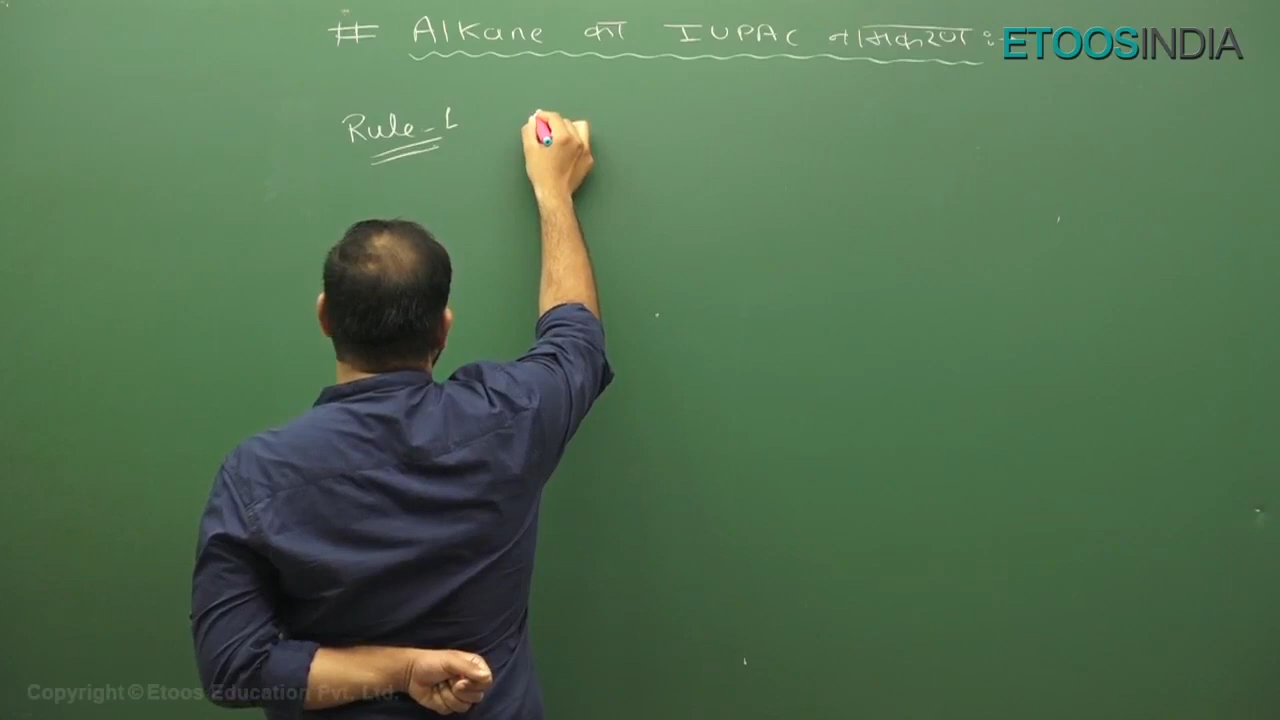 # Alkane का IUPAC नामकरण :-
ETOOSINDIA
Rule-1
Copyright © Etoos Education Pvt. Ltd.